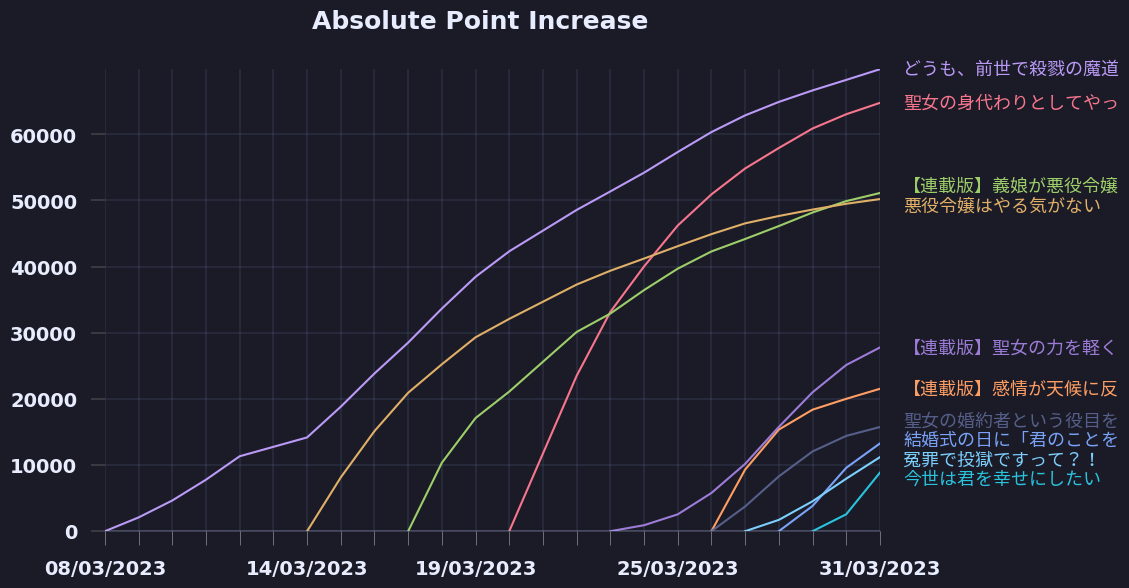 Absolute Point Increase
どうも、前世で殺戮の魔道
聖女の身代わりとしてやっ
60000
【連載版】義娘が悪役令嬢
50000
悪役令嬢はやる気がない
40000
【連載版】聖女の力を軽く
30000
【連載版】感情が天候に反
20000
聖女の婚約者という役目を
結婚式の日に「君のことを
10000
冤罪で投獄ですって？！
今世は君を幸せにしたい
0
08/03/2023 14/03/2023 19/03/2023 25/03/2023 31/03/2023